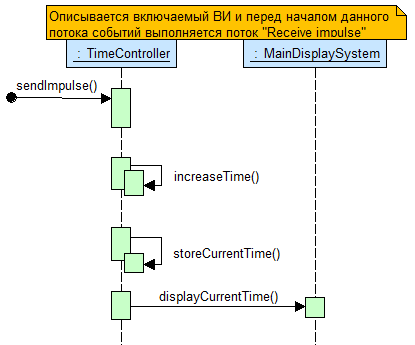 Описывается включаемый ВИ и перед началом данного
потока событий выполняется поток "Receive impulse"
: TimeController
: MainDisplaySystem
sendImpulse()
increaseTime()
storeCurrentTime()
displayCurrentTime()